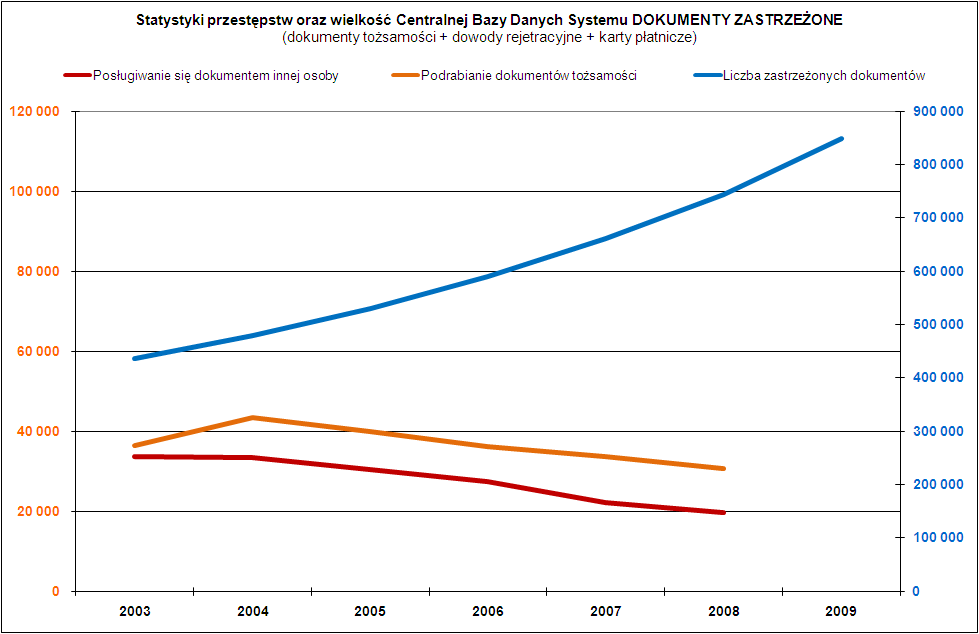 Statystyki przestępstw oraz wielkość Centralnej Bazy Danych Systemu DOKUMENTY ZASTRZEŻONE
(dokumenty tożsamości + dowody rejetracyjne + karty płatnicze)
Posługiwanie się dokumentem innej osoby Podrabianie dokumentów tożsamości Liczba zastrzeżonych dokumentów
120 000 900 000
800 000
100 000
700 000
80 000 600 000
500 000
60 000
400 000
40 000 300 000
200 000
20 000
100 000
0 0
2003 2004 2005 2006 2007 2008 2009